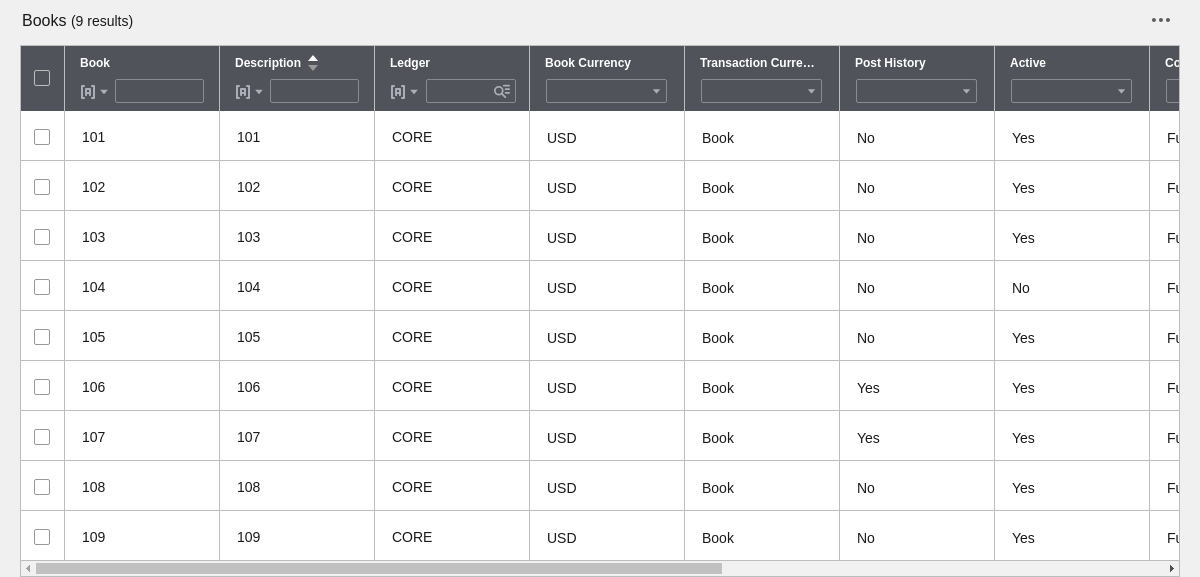 Books (9 results)
Book Description Ledger Book Currency Transaction Curre... Post History Active Co
101 101 CORE USD Book No Yes Fu
102 102 CORE USD Book No Yes Fu
103 103 CORE USD Book No Yes Fu
104 104 CORE USD Book No No Fu
105 105 CORE USD Book No Yes Fu
106 106 CORE USD Book Yes Yes Fu
107 107 CORE USD Book Yes Yes Fu
108 108 CORE USD Book No Yes Fu
109 109 CORE USD Book No Yes Fu